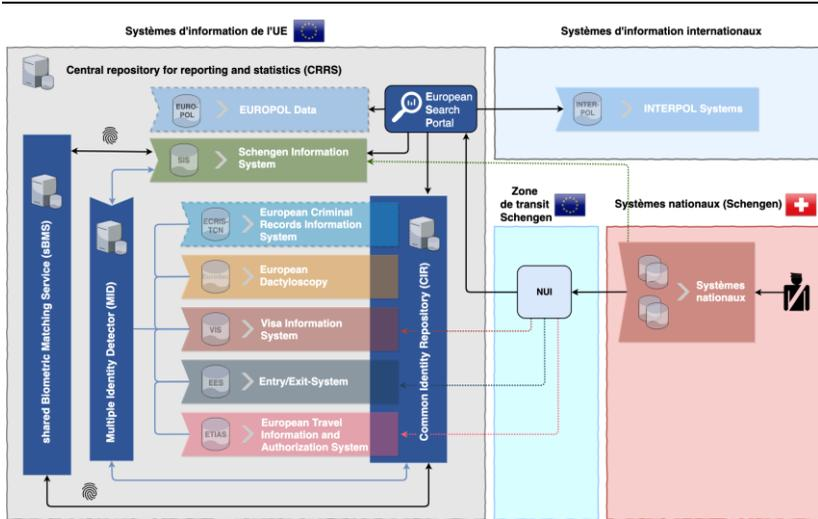 Systèmes d'information de l'UE
Systèmes d'information internationaux
Central repository for reporting and statistics (CRRS)
EURO-
POL
EUROPOL Data
European
Search
Portal
INTER-
POL
INTERPOL Systems
SIS
Schengen Information
System
Zone
de transit
Schengen
Systèmes nationaux (Schengen)
shared Biometric Matching Service (sBMS)
Multiple Identity Detector (MID)
ECRIS-
TCN
European Criminal
Records Information
System
European
Dactyloscopy
VIS
Visa Information
System
EES
Entry/Exit-System
ETIAS
European Travel
Information and
Authorization System
Common Identity Repository (CIR)
NUI
Systèmes
nationaux